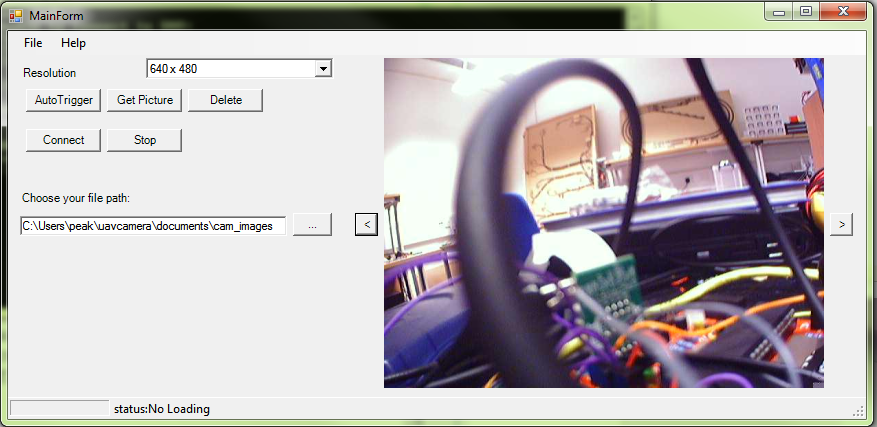 MainForm
File Help
Resolution 640 x 480
AutoTrigger Get Picture Delete
Connect Stop
Choose your file path:
C:\Users\peak\uavcamera\documents\cam_images ... < >
status:No Loading